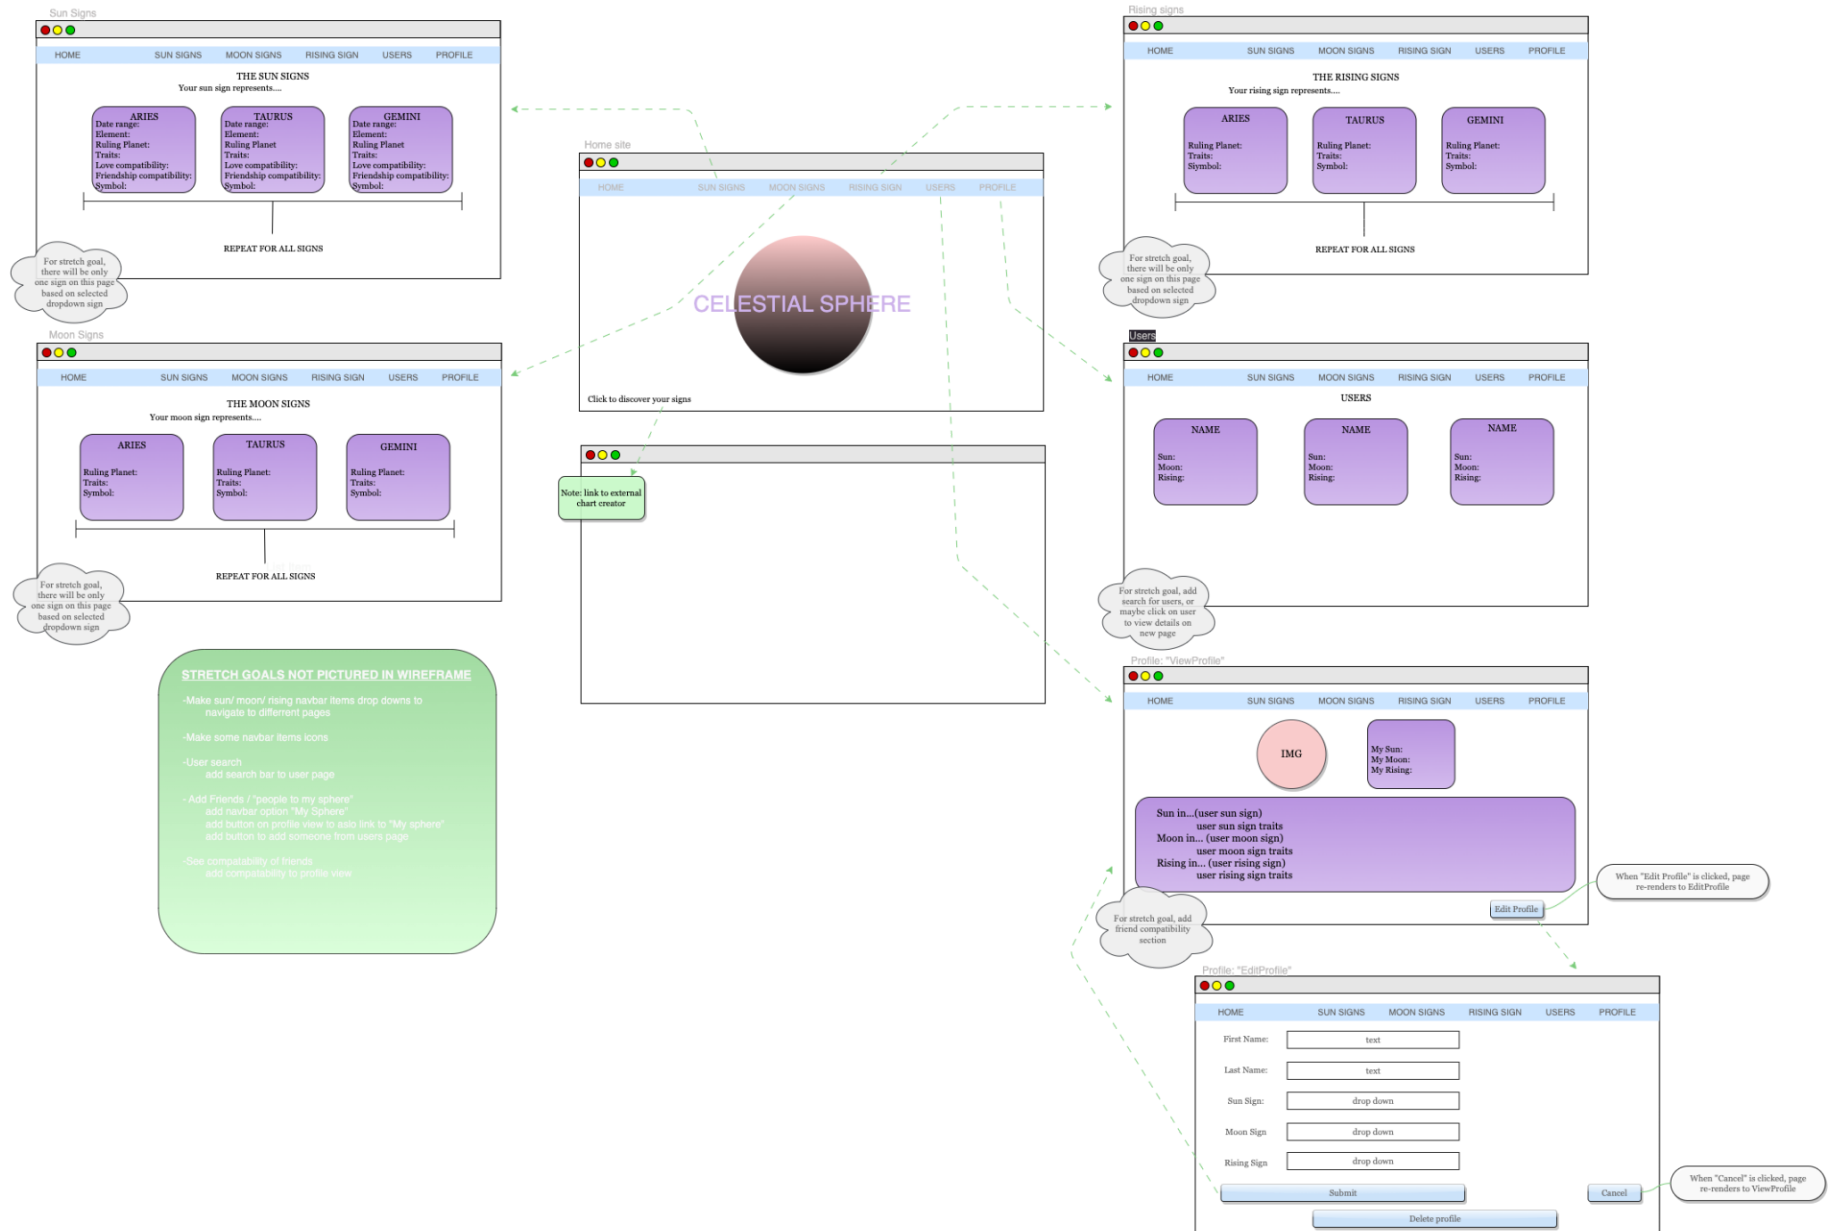 Sun Signs
HOME SUN SIGNS MOON SIGNS RISING SIGN USERS PROFILE
THE SUN SIGNS
Your sun sign represents....
ARIES
Date range:
Element:
Ruling Planet:
Traits:
Love compatibility:
Friendship compatibility:
Symbol:
TAURUS
Date range:
Element:
Ruling Planet
Traits:
Love compatibility:
Friendship compatibility:
Symbol:
GEMINI
Date range:
Element:
Ruling Planet
Traits:
Love compatibility:
Friendship compatibility:
Symbol:
REPEAT FOR ALL SIGNS
For stretch goal,
there will be only
one sign on this page
based on selected
dropdown sign
Moon Signs
HOME SUN SIGNS MOON SIGNS RISING SIGN USERS PROFILE
THE MOON SIGNS
Your moon sign represents....
ARIES
Ruling Planet:
Traits:
Symbol:
TAURUS
Ruling Planet:
Traits:
Symbol:
GEMINI
Ruling Planet:
Traits:
Symbol:
REPEAT FOR ALL SIGNS
For stretch goal,
there will be only
one sign on this page
based on selected
dropdown sign
STRETCH GOALS NOT PICTURED IN WIREFRAME
-Make sun/ moon/ rising navbar items drop downs to
navigate to differrent pages
-Make some navbar items icons
-User search
add search bar to user page
- Add Friends / "people to my sphere"
add navbar option "My Sphere"
add button on profile view to aslo link to "My sphere"
add button to add someone from users page
-See compatability of friends
add compatability to profile view
Home site
HOME SUN SIGNS MOON SIGNS RISING SIGN USERS PROFILE
CELESTIAL SPHERE
Click to discover your signs
Note: link to external
chart creator
Rising signs
HOME SUN SIGNS MOON SIGNS RISING SIGN USERS PROFILE
THE RISING SIGNS
Your rising sign represents....
ARIES
Ruling Planet:
Traits:
Siymbol:
TAURUS
Ruling Planet:
Traits:
Symbol:
GEMINI
Ruling Planet:
Traits:
Symbol:
REPEAT FOR ALL SIGNS
For stretch goal,
there will be only
one sign on this page
based on selected
dropdown sign
Users
HOME SUN SIGNS MOON SIGNS RISING SIGN USERS PROFILE
USERS
NAME
Sun:
Moon:
Rising:
NAME
Sun:
Moon:
Rising:
NAME
Sun:
Moon:
Rising:
For stretch goal, add
search for users, or
maybe click on user
to view details on
new page
Profile: "ViewProfile"
HOME SUN SIGNS MOON SIGNS RISING SIGN USERS PROFILE
IMG
My Sun:
My Moon:
My Rising:
Sun in...(user sun sign)
user sun sign traits
Moon in... (user moon sign)
user moon sign traits
Rising in... (user rising sign)
user rising sign traits
Edit Profile
When "Edit Profile" is clicked, page
re-renders to EditProfile
For stretch goal, add
friend compatibility
section
Profile: "EditProfile"
HOME SUN SIGNS MOON SIGNS RISING SIGN USERS PROFILE
First Name: text
Last Name: text
Sun Sign: drop down
Moon Sign drop down
Rising Sign drop down
Submit
Cancel
When "Cancel" is clicked, page
re-renders to ViewProfile
Delete profile